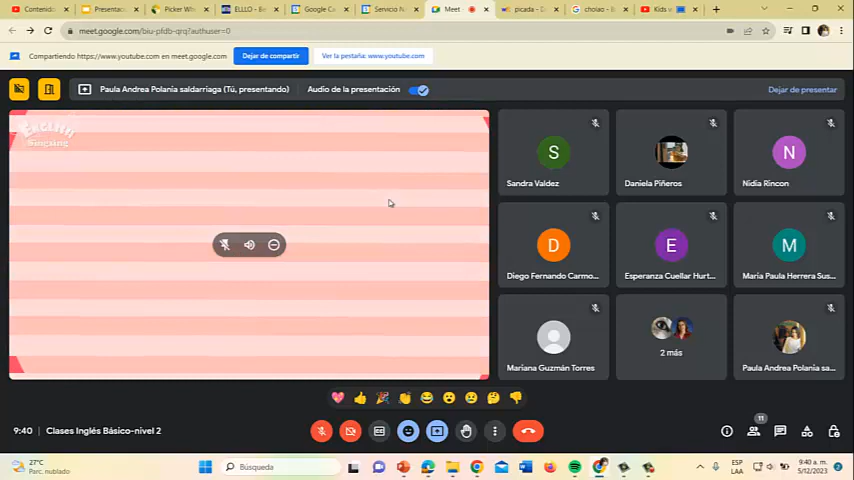 Contenido
Presentac
Picker Wh
ELLLO - Be
Google Ca
Servicio N
Meet
picada - D
choiao - B
Kids v
meet.google.com/biu-pfdb-qrq?authuser=0
Compartiendo https://www.youtube.com en meet.google.com
Dejar de compartir
Ver la pestaña: www.youtube.com
Paula Andrea Polania saldarriaga (Tú, presentando)
Audio de la presentación
Dejar de presentar
ENGLISH
Singsing
S
Sandra Valdez
Daniela Piñeros
N
Nidia Rincon
D
Diego Fernando Carmo...
E
Esperanza Cuellar Hurt...
M
María Paula Herrera Sus...
Mariana Guzmán Torres
2 más
Paula Andrea Polania sa...
9:40
Clases Inglés Básico-nivel 2
11
27°C
Parc. nublado
Búsqueda
ESP
LAA
9:40 a. m.
5/12/2023